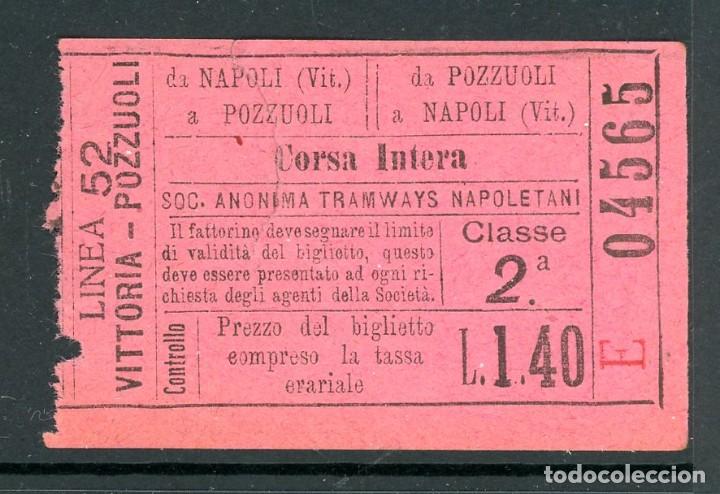 LINEA 52
VITTORIA - POZZUOLI
da NAPOLI (Vit.)
a POZZUOLI
da POZZUOLI
a NAPOLI (Vit.)
Corsa Intera
SOC. ANONIMA TRAMWAYS NAPOLETANI
Il fattorino deve segnare il limite
di validità del biglietto, questo
deve essere presentato ad ogni ri-
chiesta degli agenti della Società.
Classe
2.a
Controllo
Prezzo del biglietto
compreso la tassa
erariale
L.1.40
E 04565
todocoleccion.net